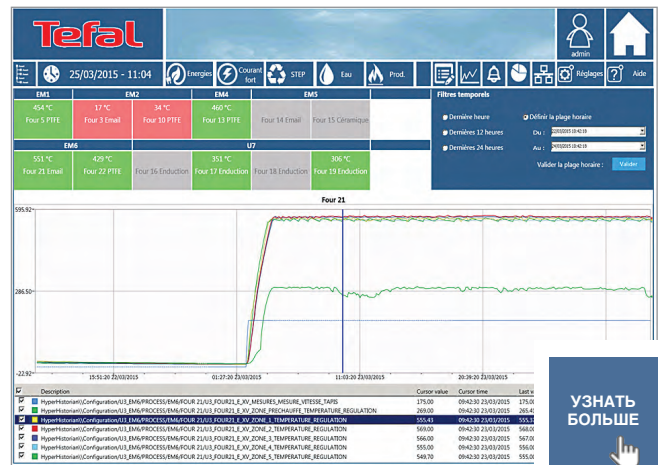 Tefal
admin
25/03/2015 - 11:04
Energies
Courant fort
STEP
Eau
Prod.
Réglages
Aide
EM1
EM2
EM4
EM5
454 °C
17 °C
34 °C
460 °C
Four 5 PTFE
Four 3 Email
Four 10 PTFE
Four 13 PTFE
Four 14 Email
Four 15 Céramique
EM6
U7
551 °C
429 °C
351 °C
306 °C
Four 21 Email
Four 22 PTFE
Four 16 Enduction
Four 17 Enduction
Four 18 Enduction
Four 19 Enduction
Filtres temporels
Dernière heure
Définir la plage horaire
Dernières 12 heures
Du :
Dernières 24 heures
Au :
Valider la plage horaire :
Valider
Four 21
595.92
286.50
-22.92
15:51:20 22/03/2015
01:27:20 23/03/2015
11:03:20 23/03/2015
20:39:20 23/03/2015
Description
Cursor value
Cursor time
Last v
HyperHistorian\\Configuration/U3_EM6/PROCESS/EM6/FOUR 21/U3_FOUR21_E_XV_MESURES_MESURE_VITESSE_TAPIS 175.00 09:42:30 23/03/2015 175.00
HyperHistorian\\Configuration/U3_EM6/PROCESS/EM6/FOUR 21/U3_FOUR21_E_XV_ZONE_PRECHAUFFE_TEMPERATURE_REGULATION 269.00 09:42:30 23/03/2015 265.4
HyperHistorian\\Configuration/U3_EM6/PROCESS/EM6/FOUR 21/U3_FOUR21_E_XV_ZONE_1_TEMPERATURE_REGULATION 555.43 09:42:30 23/03/2015 555.1
HyperHistorian\\Configuration/U3_EM6/PROCESS/EM6/FOUR 21/U3_FOUR21_E_XV_ZONE_2_TEMPERATURE_REGULATION 569.00 09:42:30 23/03/2015 568.0
HyperHistorian\\Configuration/U3_EM6/PROCESS/EM6/FOUR 21/U3_FOUR21_E_XV_ZONE_3_TEMPERATURE_REGULATION 566.00 09:42:30 23/03/2015 567.0
HyperHistorian\\Configuration/U3_EM6/PROCESS/EM6/FOUR 21/U3_FOUR21_E_XV_ZONE_4_TEMPERATURE_REGULATION 555.00 09:42:30 23/03/2015 556.0
HyperHistorian\\Configuration/U3_EM6/PROCESS/EM6/FOUR 21/U3_FOUR21_E_XV_ZONE_5_TEMPERATURE_REGULATION 549.70 09:42:30 23/03/2015 555.0
УЗНАТЬ
БОЛЬШЕ